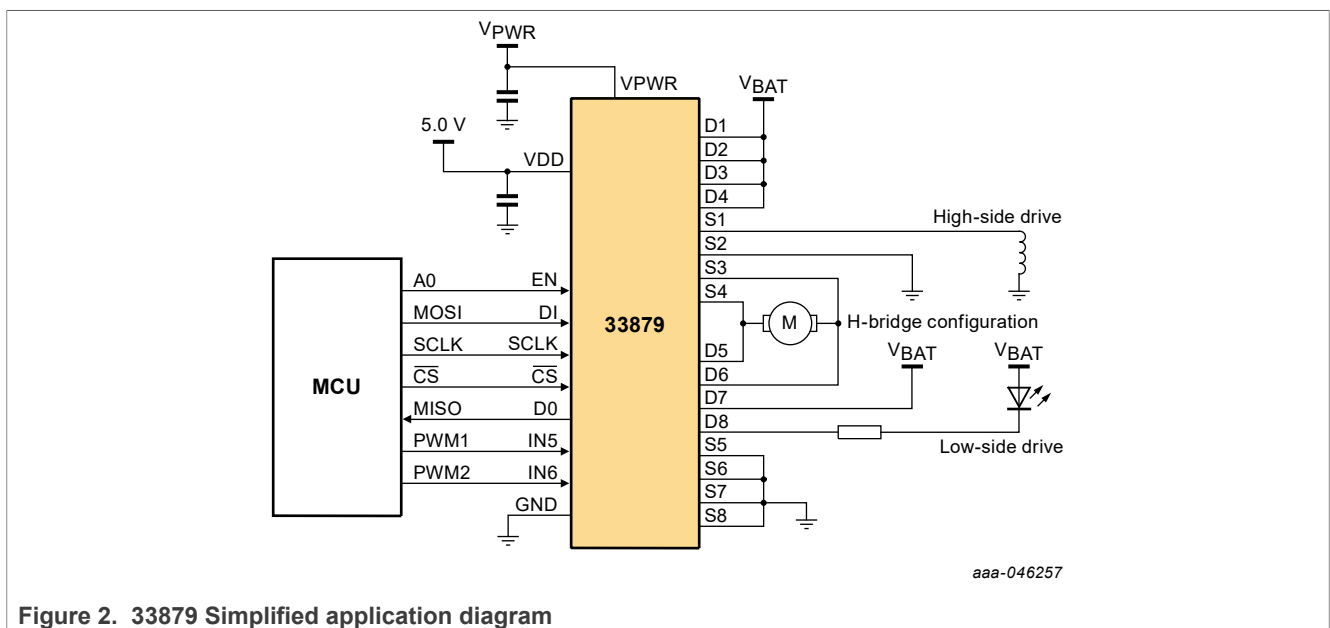 VPWR
VPWR
VBAT
5.0 V
VDD
D1
D2
D3
D4
S1
High-side drive
S2
S3
S4
A0 EN
MOSI DI
SCLK SCLK
CS CS
MISO D0
PWM1 IN5
PWM2 IN6
GND
MCU
33879
M
H-bridge configuration
D5
D6
D7
D8
VBAT
VBAT
Low-side drive
S5
S6
S7
S8
aaa-046257
Figure 2. 33879 Simplified application diagram